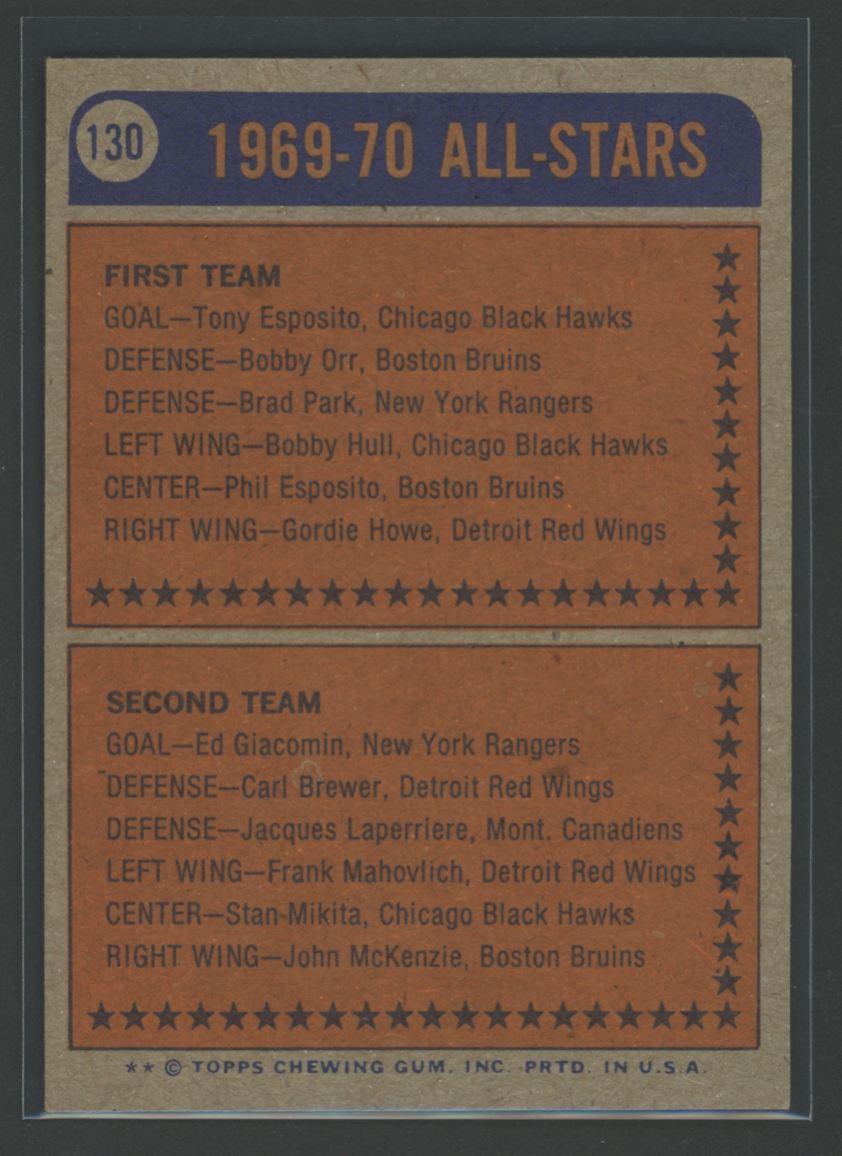 130
1969-70 ALL-STARS
FIRST TEAM
GOAL—Tony Esposito, Chicago Black Hawks
DEFENSE—Bobby Orr, Boston Bruins
DEFENSE—Brad Park, New York Rangers
LEFT WING—Bobby Hull, Chicago Black Hawks
CENTER—Phil Esposito, Boston Bruins
RIGHT WING—Gordie Howe, Detroit Red Wings
SECOND TEAM
GOAL—Ed Giacomin, New York Rangers
DEFENSE—Carl Brewer, Detroit Red Wings
DEFENSE—Jacques Laperriere, Mont. Canadiens
LEFT WING—Frank Mahovlich, Detroit Red Wings
CENTER—Stan Mikita, Chicago Black Hawks
RIGHT WING—John McKenzie, Boston Bruins
** © TOPPS CHEWING GUM, INC. PRTD. IN U.S.A.